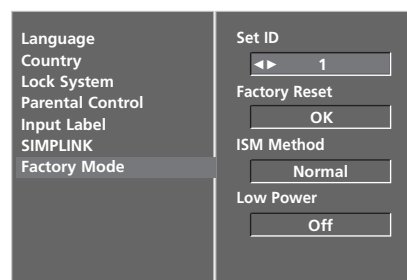 Language
Country
Lock System
Parental Control
Input Label
SIMPLINK
Factory Mode
Set ID
◄► 1
Factory Reset
OK
ISM Method
Normal
Low Power
Off